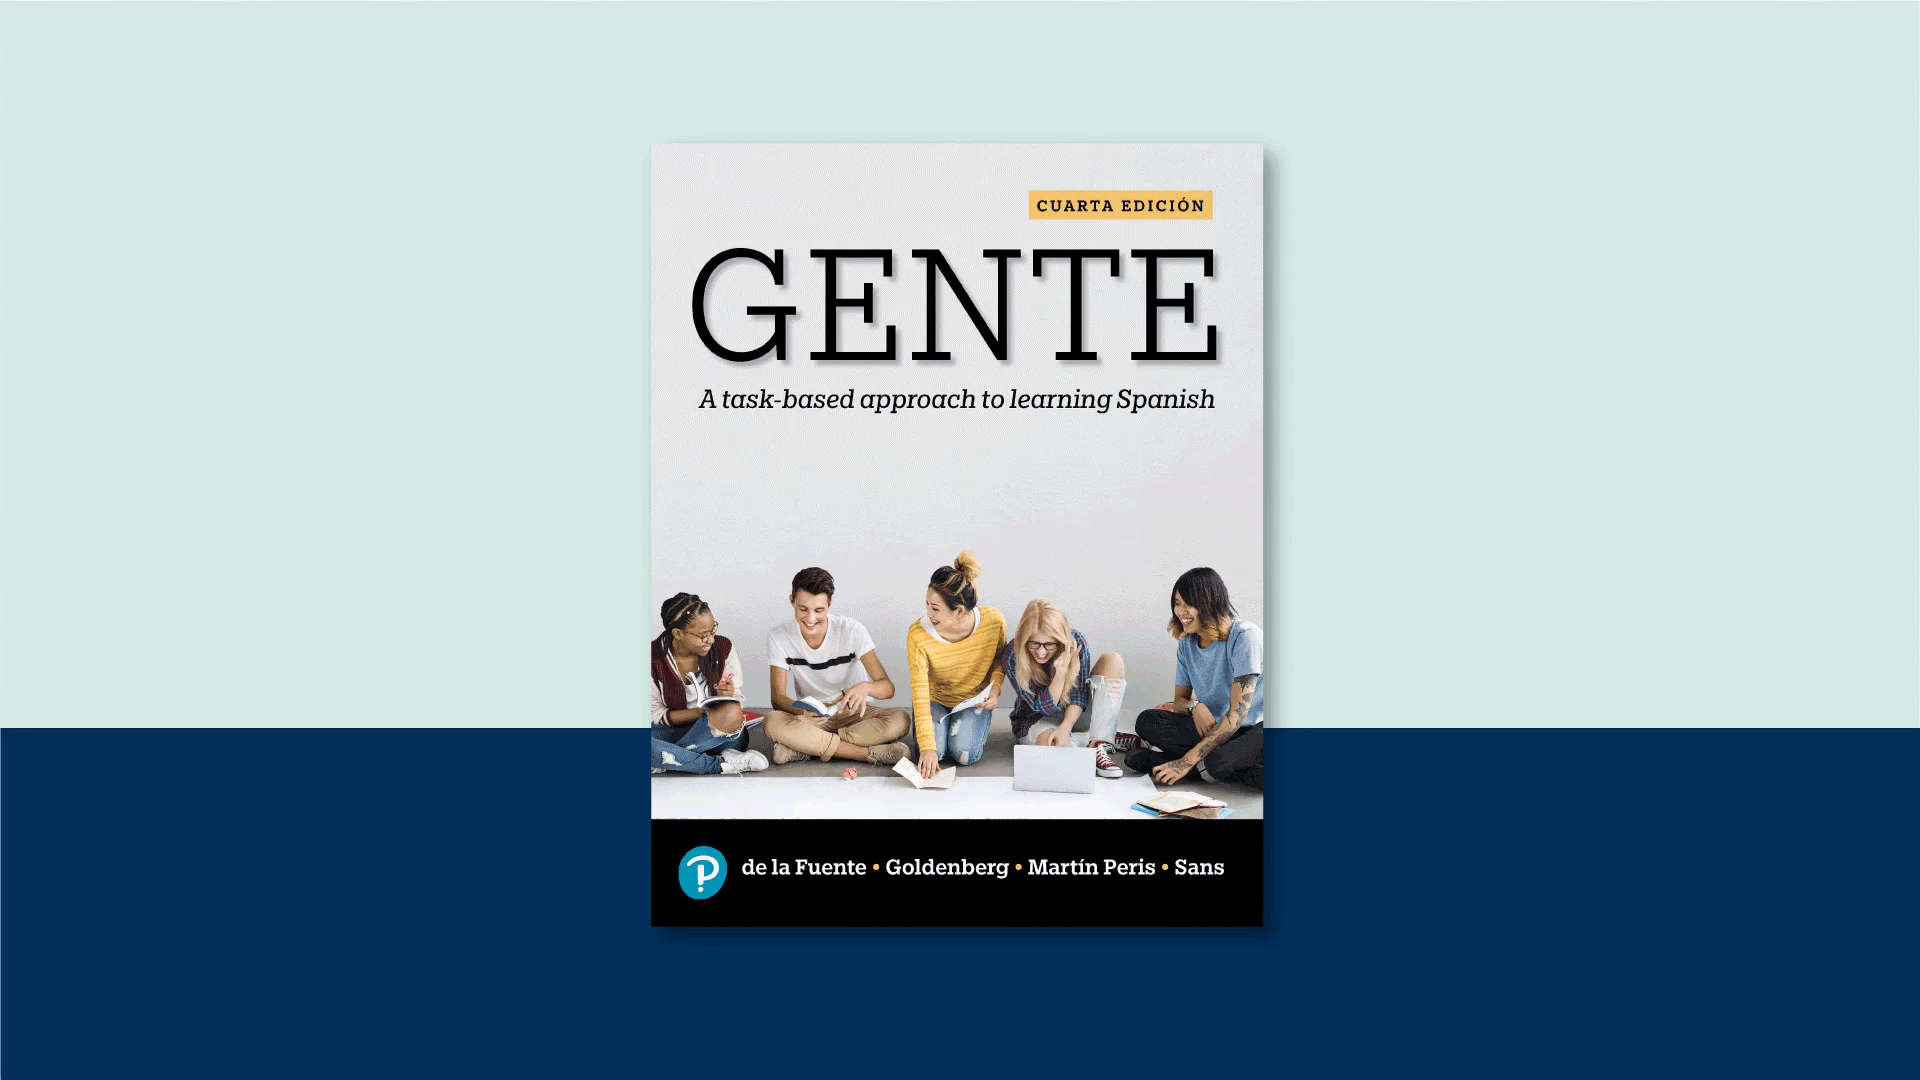 CUARTA EDICIÓN
GENTE
A task-based approach to learning Spanish
P
de la Fuente • Goldenberg • Martín Peris • Sans